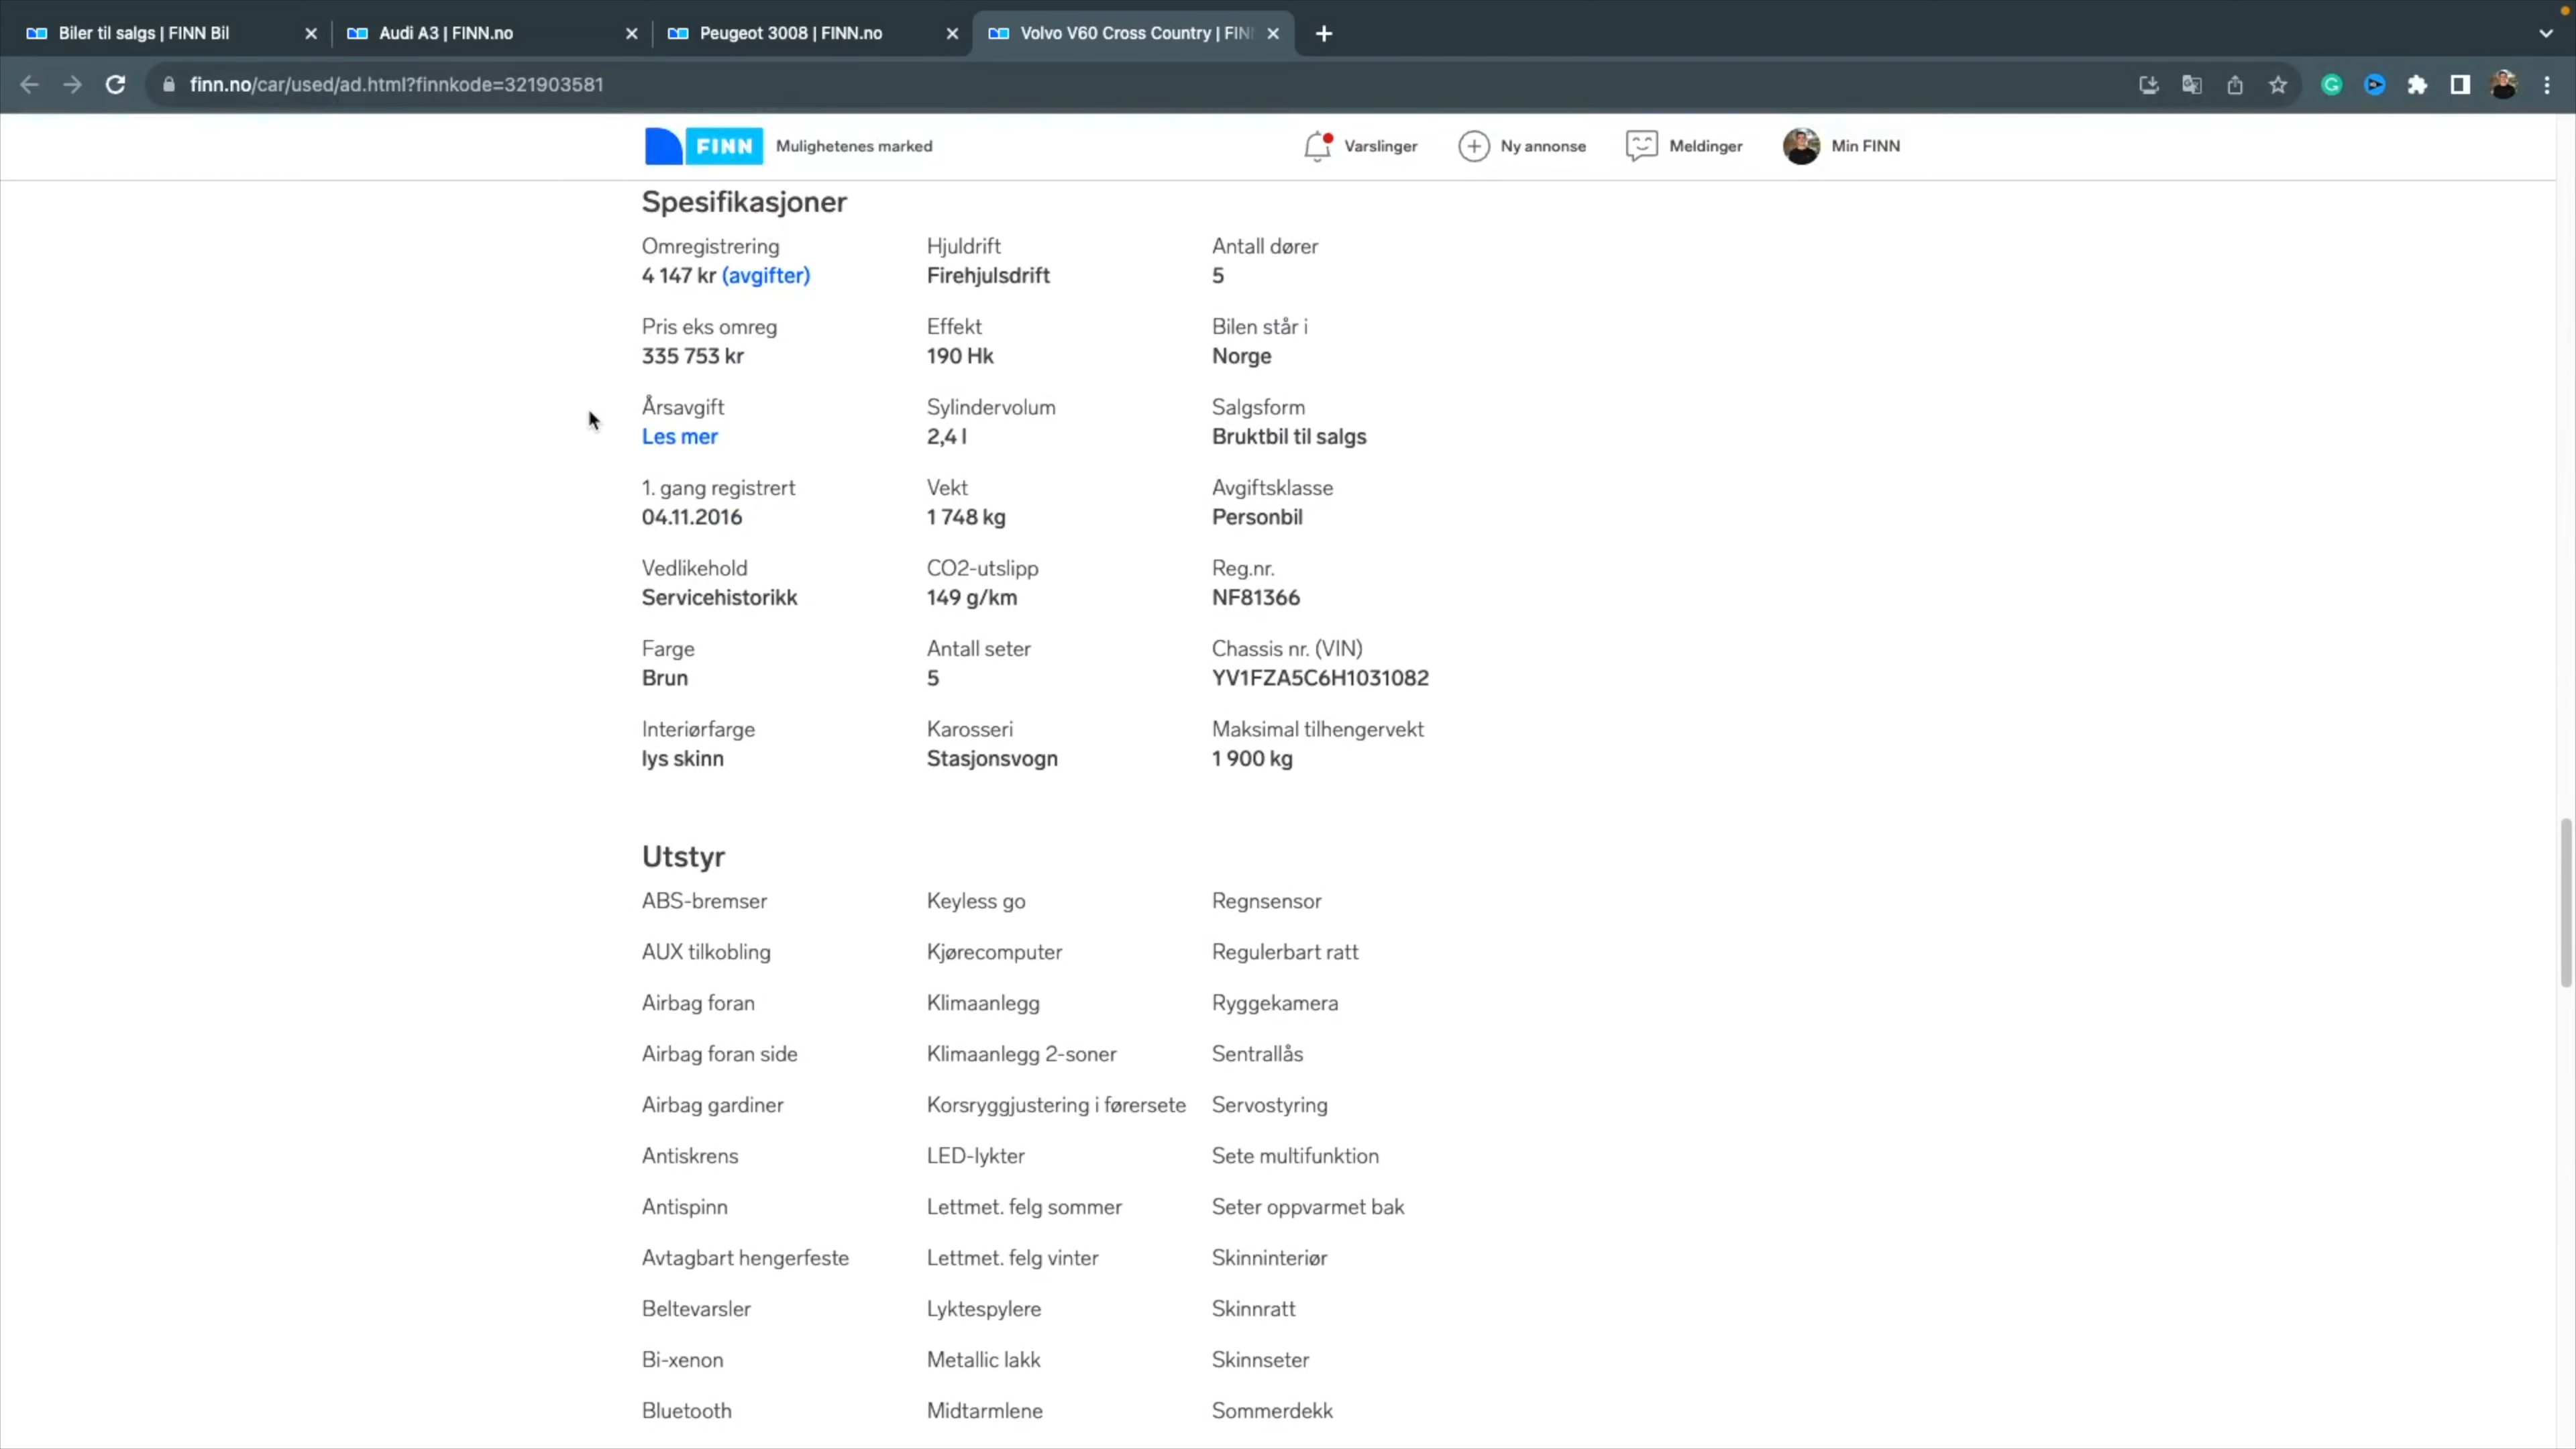 Biler til salgs | FINN Bil
Audi A3 | FINN.no
Peugeot 3008 | FINN.no
Volvo V60 Cross Country | FIN
finn.no/car/used/ad.html?finnkode=321903581
FINN
Mulighetenes marked
Varslinger
Ny annonse
Meldinger
Min FINN
Spesifikasjoner
Omregistrering
4 147 kr (avgifter)
Hjuldrift
Firehjulsdrift
Antall dører
5
Pris eks omreg
335 753 kr
Effekt
190 Hk
Bilen står i
Norge
Årsavgift
Les mer
Sylindervolum
2,4 l
Salgsform
Bruktbil til salgs
1. gang registrert
04.11.2016
Vekt
1 748 kg
Avgiftsklasse
Personbil
Vedlikehold
Servicehistorikk
CO2-utslipp
149 g/km
Reg.nr.
NF81366
Farge
Brun
Antall seter
5
Chassis nr. (VIN)
YV1FZA5C6H1031082
Interiørfarge
lys skinn
Karosseri
Stasjonsvogn
Maksimal tilhengervekt
1 900 kg
Utstyr
ABS-bremser
Keyless go
Regnsensor
AUX tilkobling
Kjørecomputer
Regulerbart ratt
Airbag foran
Klimaanlegg
Ryggekamera
Airbag foran side
Klimaanlegg 2-soner
Sentrallås
Airbag gardiner
Korsryggjustering i førersete
Servostyring
Antiskrens
LED-lykter
Sete multifunktion
Antispinn
Lettmet. felg sommer
Seter oppvarmet bak
Avtagbart hengerfeste
Lettmet. felg vinter
Skinninteriør
Beltevarsler
Lyktespylere
Skinnratt
Bi-xenon
Metallic lakk
Skinnseter
Bluetooth
Midtarmlene
Sommerdekk